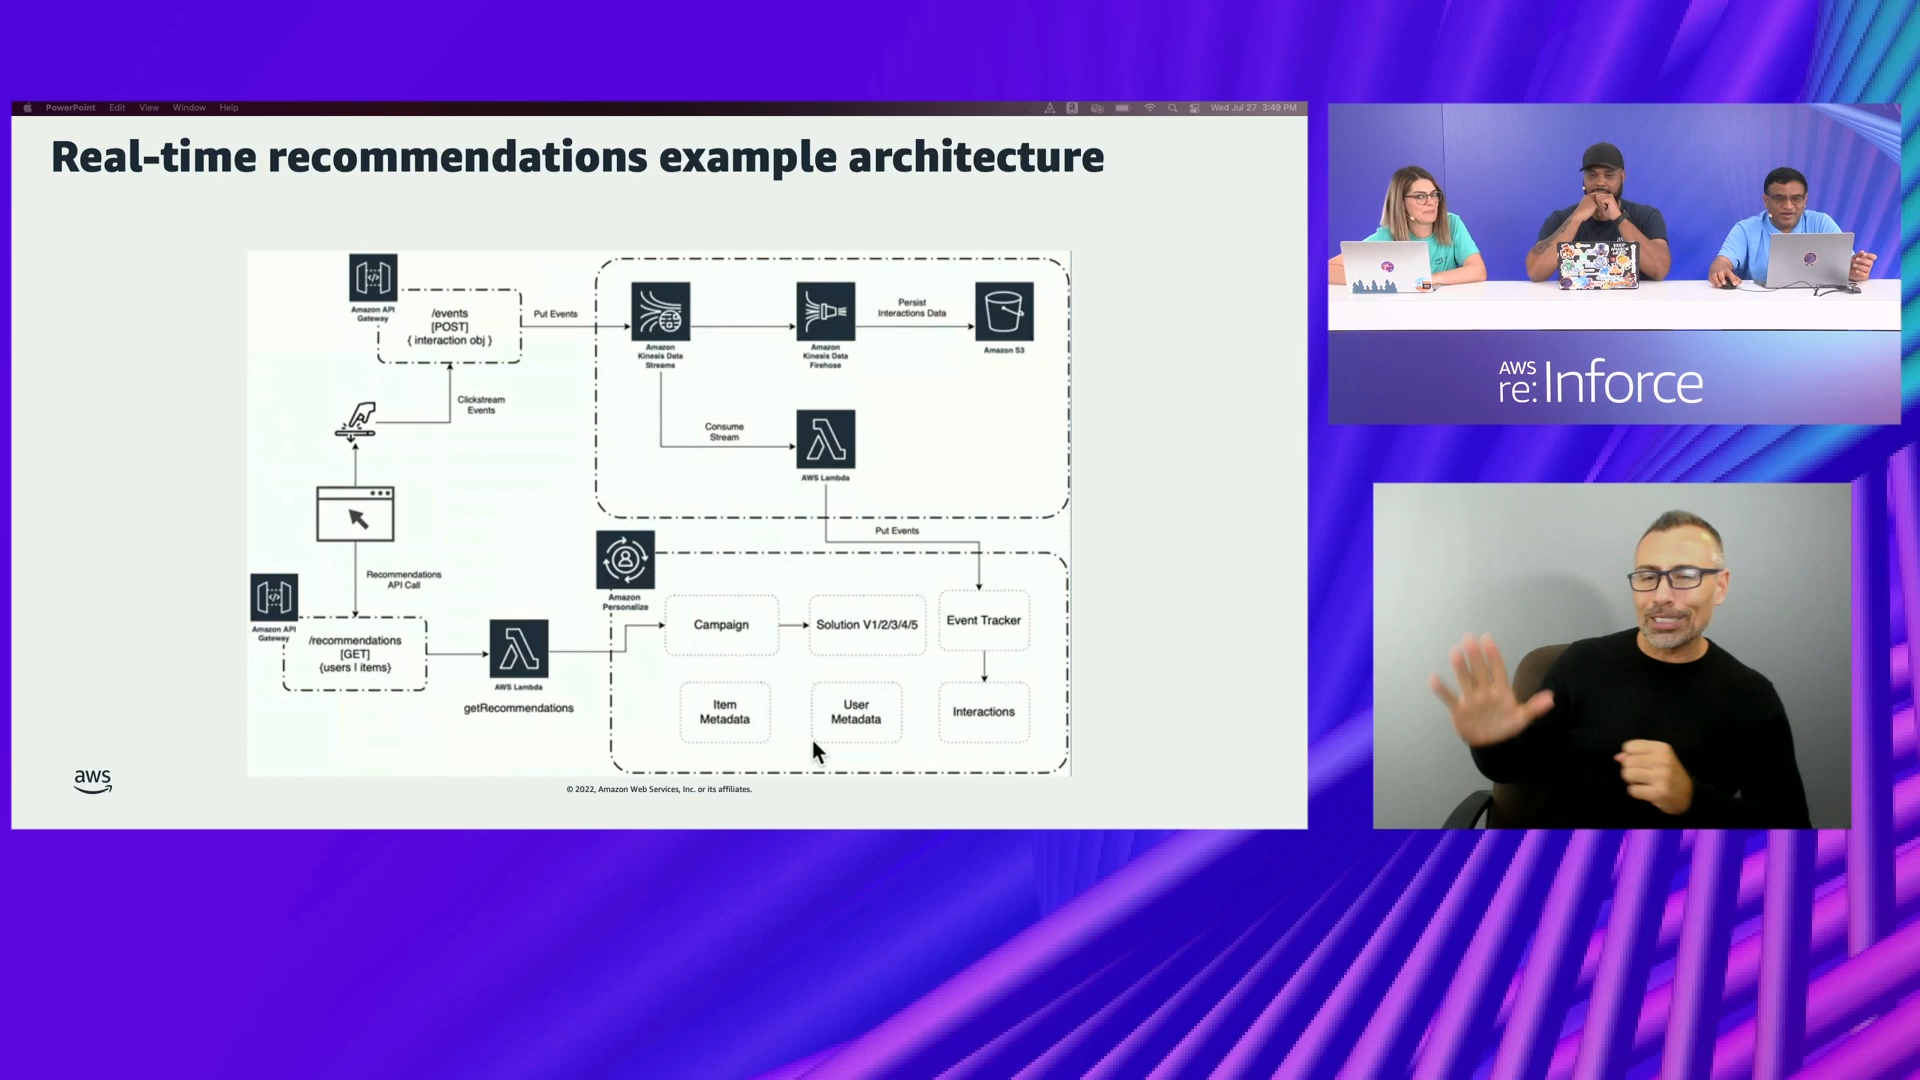 PowerPoint Edit View Window Help
Wed Jul 27 3:49 PM
Real-time recommendations example architecture
Amazon API
Gateway
/events
[POST]
{ interaction obj }
Put Events
Amazon
Kinesis Data
Streams
Amazon
Kinesis Data
Firehose
Persist
Interactions Data
Amazon S3
Clickstream
Events
Consume
Stream
AWS Lambda
Put Events
Recommendations
API Call
Amazon API
Gateway
/recommendations
[GET]
{users | items}
AWS Lambda
getRecommendations
Amazon
Personalize
Campaign
Solution V1/2/3/4/5
Event Tracker
Item
Metadata
User
Metadata
Interactions
aws
© 2022, Amazon Web Services, Inc. or its affiliates.
AWS
re:Inforce